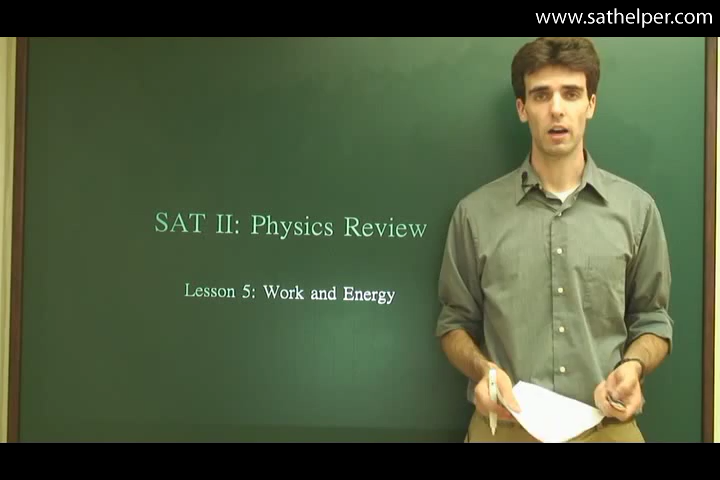 www.sathelper.com
SAT II: Physics Review
Lesson 5: Work and Energy